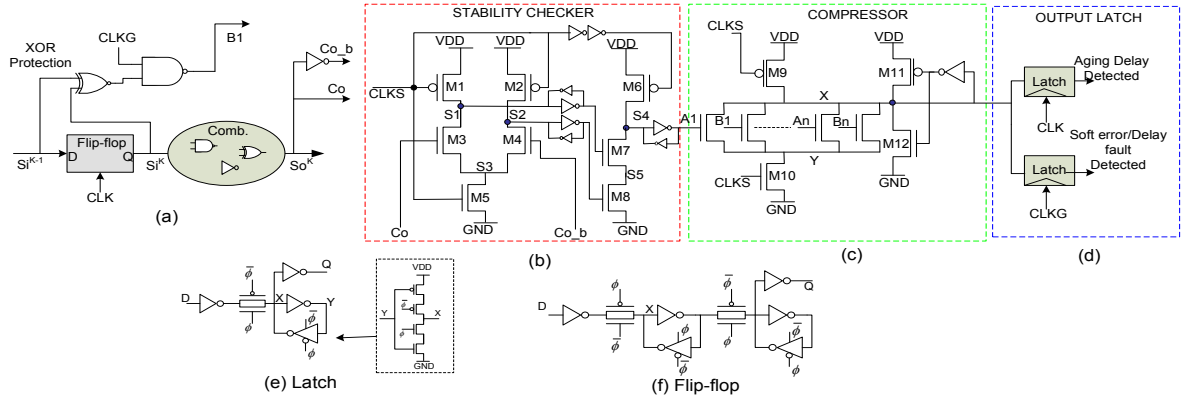 XOR
Protection
CLKG
B1
Co_b
Co
Comb.
Flip-flop
D
Q
Si^K-1
Si^K
So^K
CLK
(a)
STABILITY CHECKER
VDD
VDD
VDD
CLKS
M1
M2
M6
S1
S2
S4
M3
M4
M7
S3
S5
M5
M8
GND
GND
Co
Co_b
(b)
COMPRESSOR
CLKS
VDD
VDD
M9
M11
X
A1
B1
An
Bn
M12
Y
CLKS
M10
GND
GND
(c)
OUTPUT LATCH
Latch
Aging Delay
Detected
CLK
Soft error/Delay
fault
Detected
Latch
CLKG
(d)
D
ϕ̅
ϕ
Q
X
Y
ϕ̅
ϕ
VDD
ϕ̅
Y
X
ϕ
GND
(e) Latch
D
ϕ
ϕ̅
X
ϕ
ϕ̅
ϕ̅
ϕ
Q
ϕ̅
ϕ
(f) Flip-flop